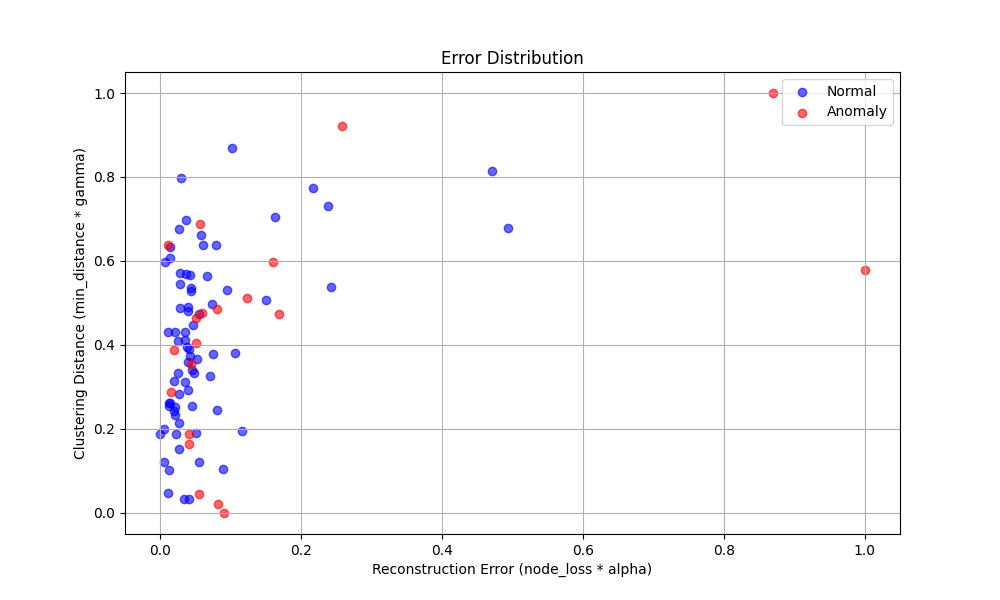 Error Distribution
Normal
Anomaly
1.0
0.8
0.6
0.4
0.2
0.0
Clustering Distance (min_distance * gamma)
0.0 0.2 0.4 0.6 0.8 1.0
Reconstruction Error (node_loss * alpha)